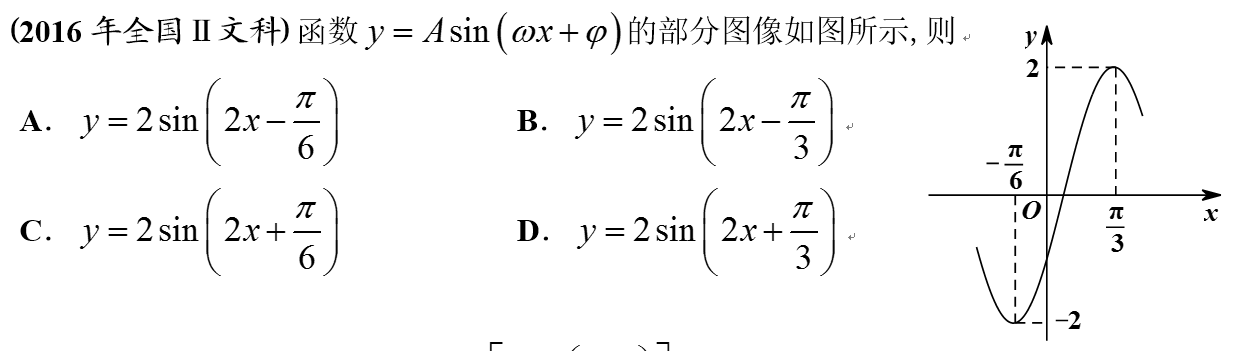 (2016 年全国 II 文科) 函数 y = A sin(ωx + φ) 的部分图像如图所示, 则
A. y = 2 sin(2x − π/6) B. y = 2 sin(2x − π/3)
C. y = 2 sin(2x + π/6) D. y = 2 sin(2x + π/3)
y
2
−π/6
O
π/3
x
−2